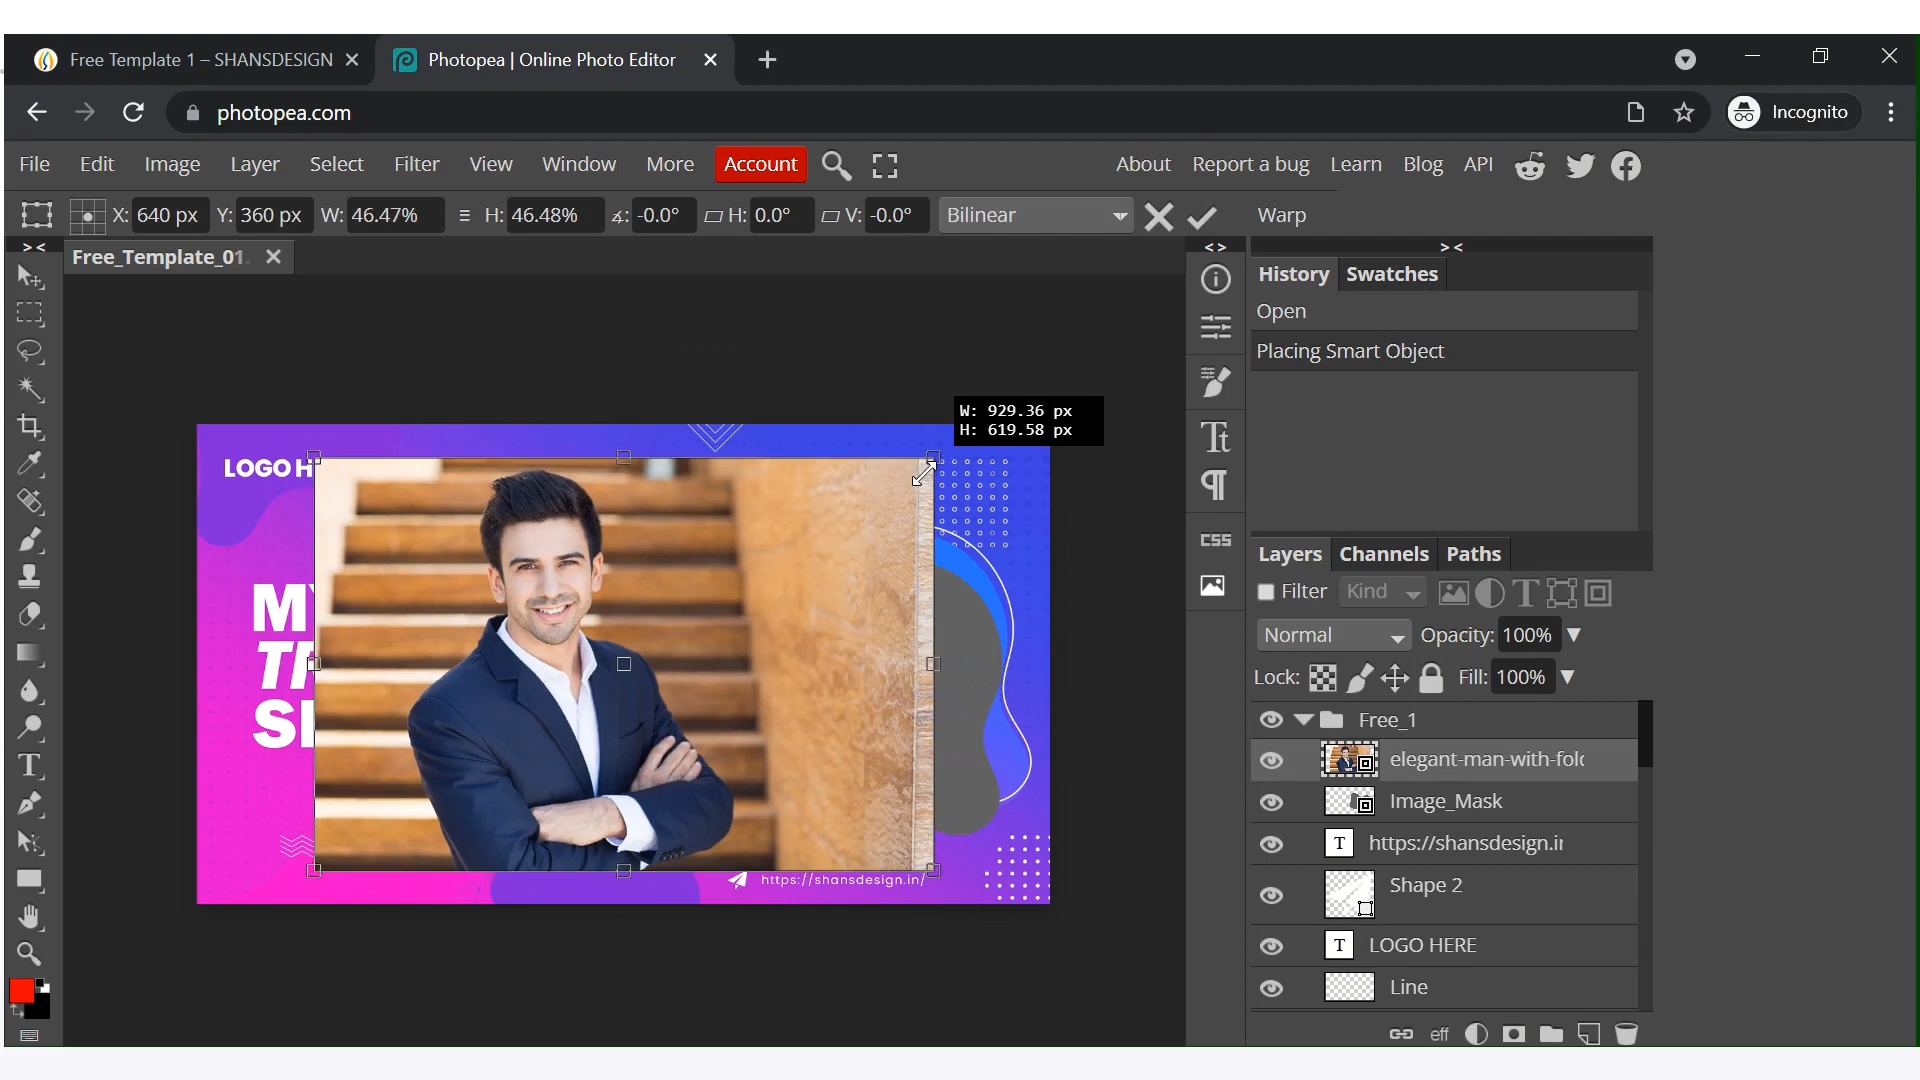 Free Template 1 – SHANSDESIGN
Photopea | Online Photo Editor
photopea.com
Incognito
File Edit Image Layer Select Filter View Window More Account About Report a bug Learn Blog API
X: 640 px Y: 360 px W: 46.47% H: 46.48% -0.0° H: 0.0° V: -0.0° Bilinear Warp
Free_Template_01.
History Swatches
Open
Placing Smart Object
W: 929.36 px
H: 619.58 px
LOGO H
MY
SH
https://shansdesign.in/
CSS
Layers Channels Paths
Filter Kind
Normal Opacity: 100%
Lock: Fill: 100%
Free_1
elegant-man-with-fold
Image_Mask
T https://shansdesign.in
Shape 2
T LOGO HERE
Line
eff